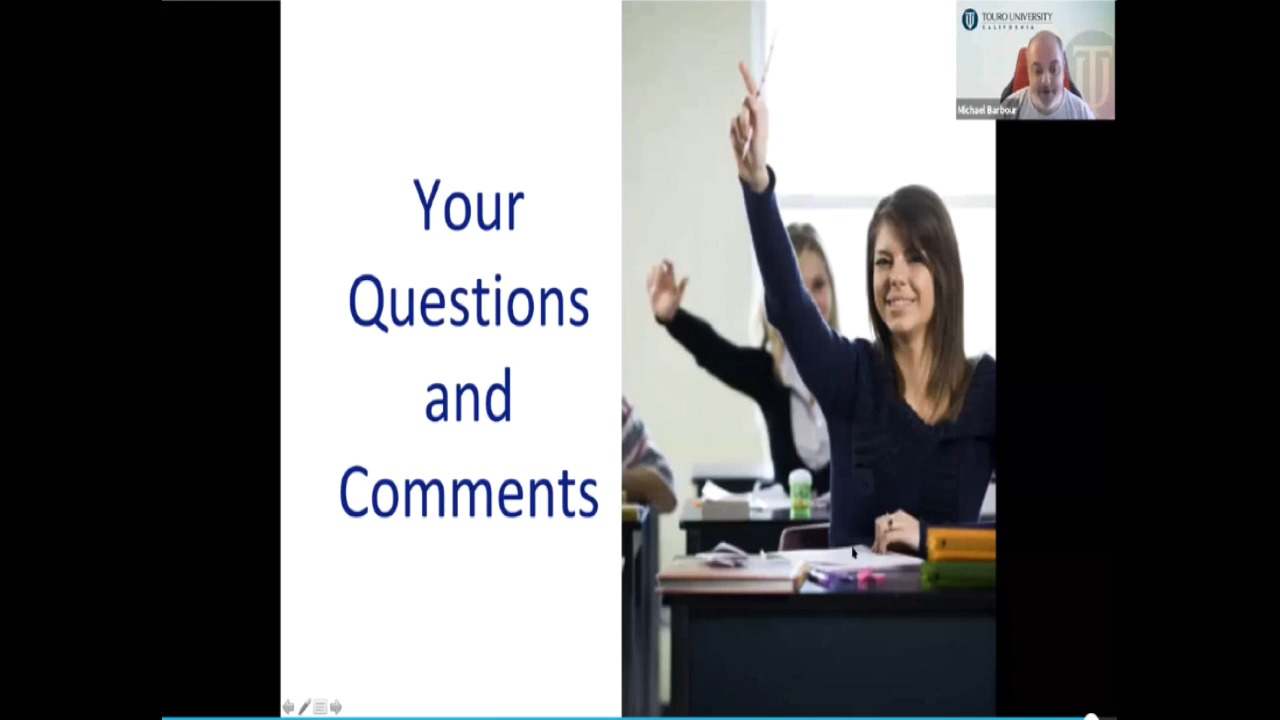 Your
Questions
and
Comments
TOURO UNIVERSITY
CALIFORNIA
Michael Barbour